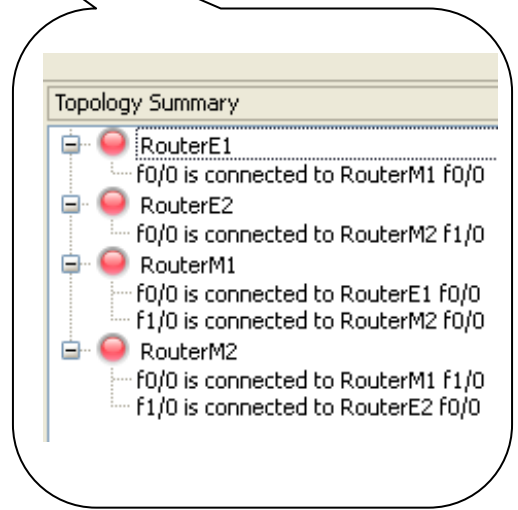 Topology Summary
RouterE1
f0/0 is connected to RouterM1 f0/0
RouterE2
f0/0 is connected to RouterM2 f1/0
RouterM1
f0/0 is connected to RouterE1 f0/0
f1/0 is connected to RouterM2 f0/0
RouterM2
f0/0 is connected to RouterM1 f1/0
f1/0 is connected to RouterE2 f0/0